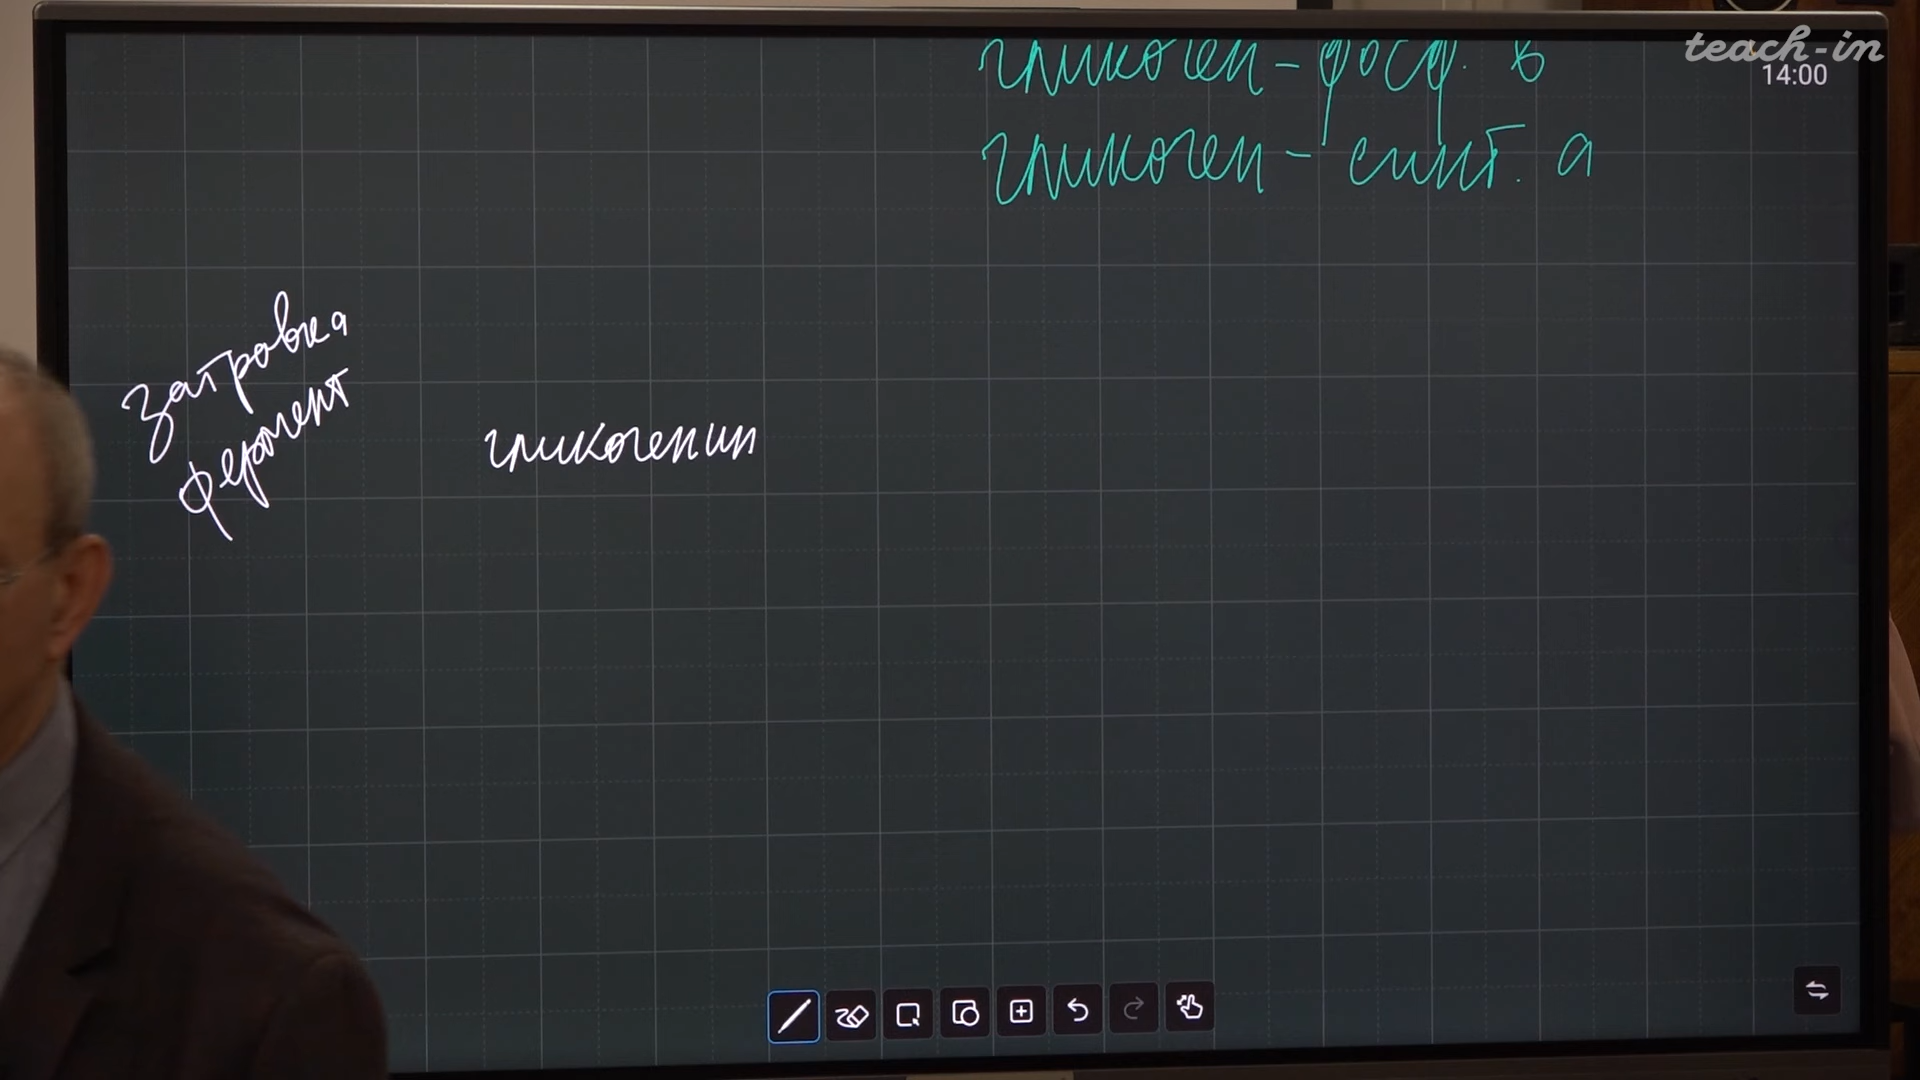 teach-in
14:00
гликоген-фосф. b
гликоген-синт. a
затравка
фермент
гликогенин